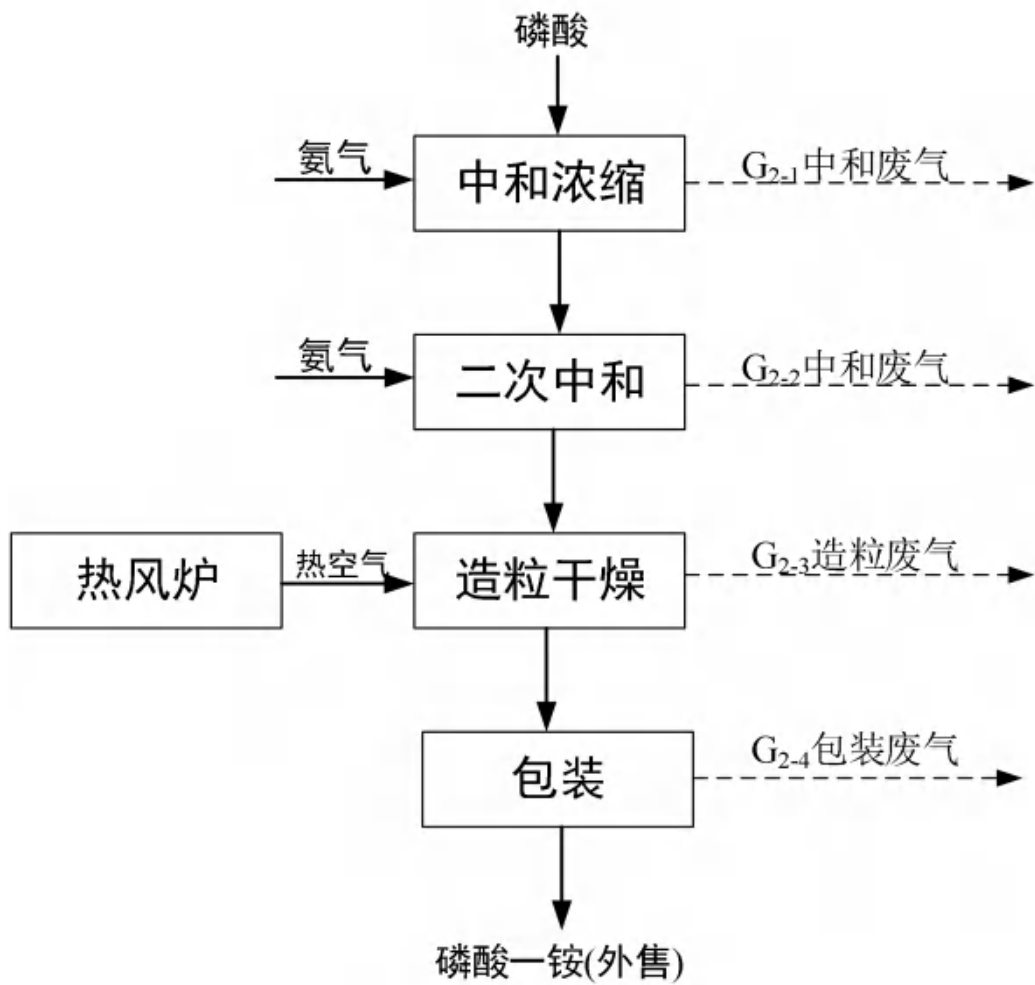 磷酸
氨气
中和浓缩
G2-1中和废气
氨气
二次中和
G2-2中和废气
热风炉
热空气
造粒干燥
G2-3造粒废气
包装
G2-4包装废气
磷酸一铵(外售)